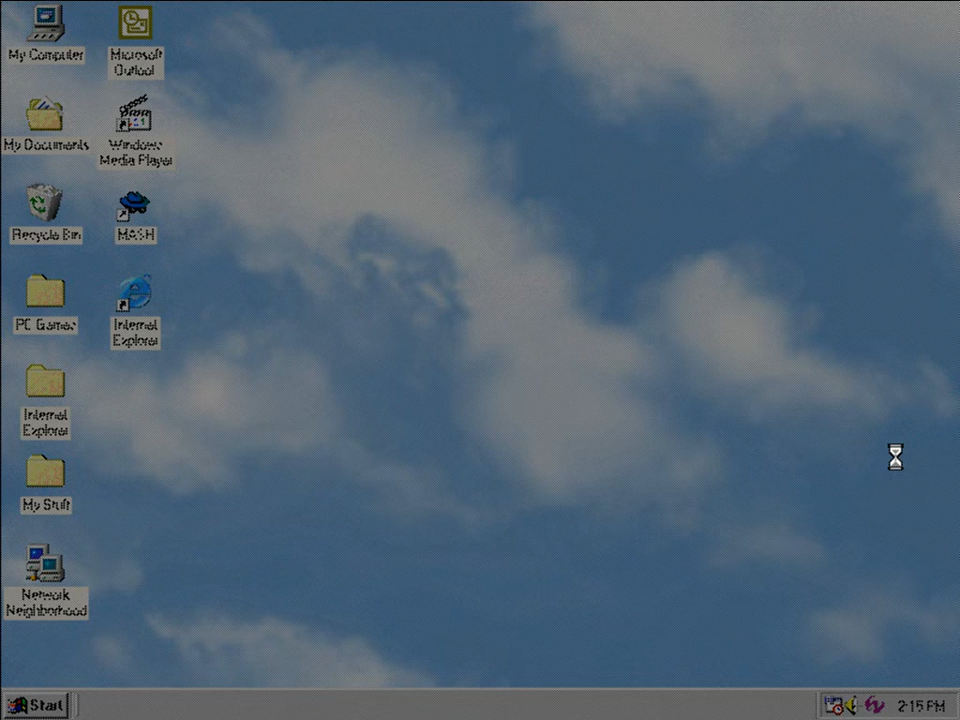 My Computer
Microsoft
Outlook
My Documents
Windows
Media Player
Recycle Bin
MASH
PC Games
Internet
Explorer
Internet
Explorer
My Stuff
Network
Neighborhood
Start
2:15 PM